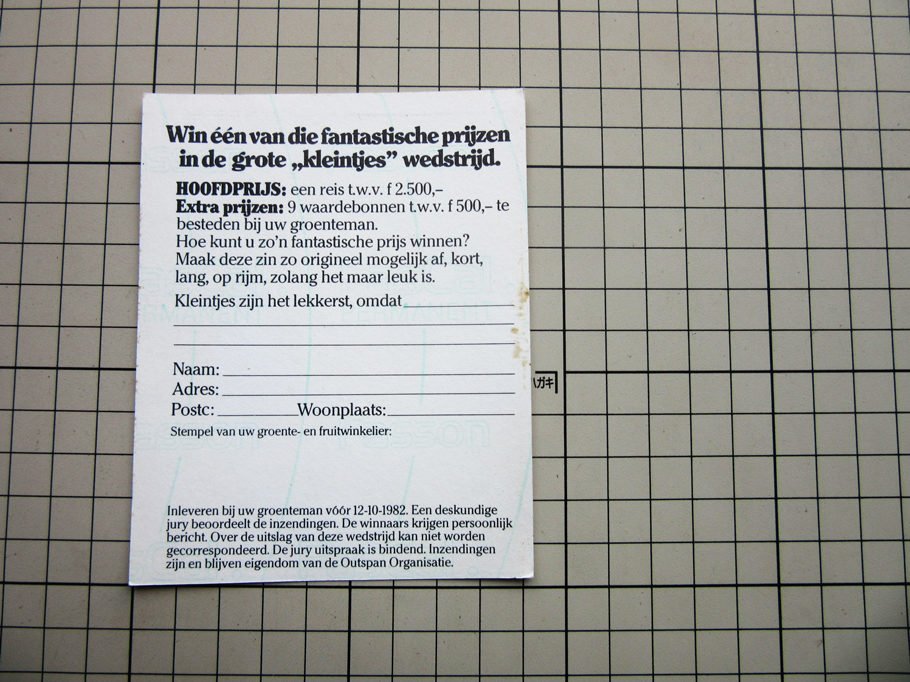 Win één van die fantastische prijzen
in de grote „kleintjes” wedstrijd.
HOOFDPRIJS: een reis t.w.v. f 2.500,–
Extra prijzen: 9 waardebonnen t.w.v. f 500,– te
besteden bij uw groenteman.
Hoe kunt u zo'n fantastische prijs winnen?
Maak deze zin zo origineel mogelijk af, kort,
lang, op rijm, zolang het maar leuk is.
Kleintjes zijn het lekkerst, omdat
Naam:
Adres:
Postc: Woonplaats:
Stempel van uw groente- en fruitwinkelier:
Inleveren bij uw groenteman vóór 12-10-1982. Een deskundige
jury beoordeelt de inzendingen. De winnaars krijgen persoonlijk
bericht. Over de uitslag van deze wedstrijd kan niet worden
gecorrespondeerd. De jury uitspraak is bindend. Inzendingen
zijn en blijven eigendom van de Outspan Organisatie.
ハガキ